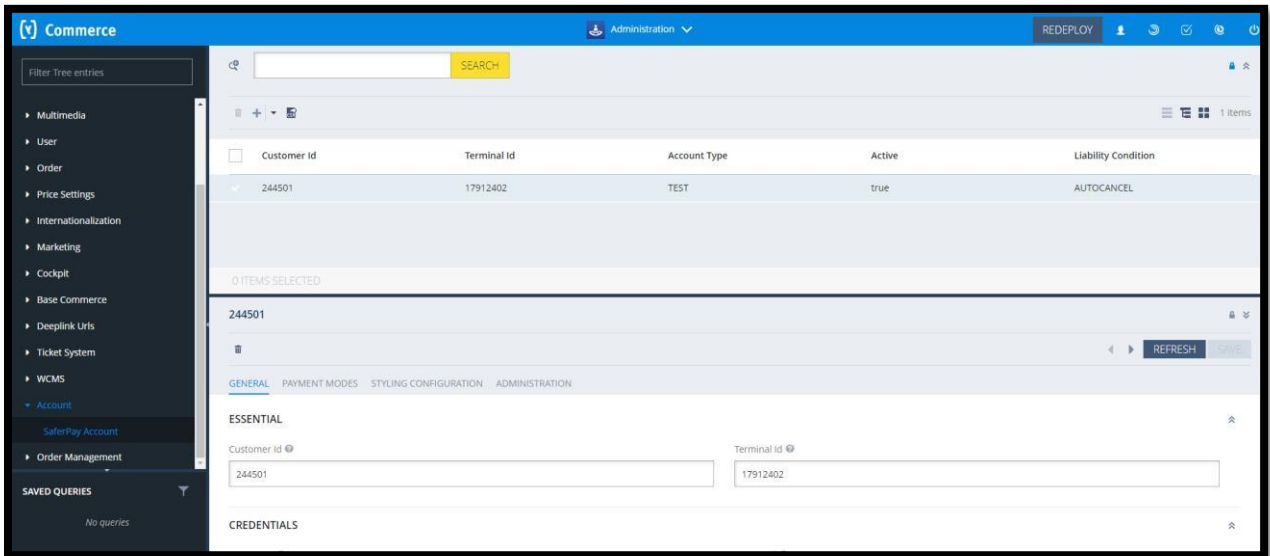 (Y) Commerce
Administration
REDEPLOY
Filter Tree entries
Multimedia
User
Order
Price Settings
Internationalization
Marketing
Cockpit
Base Commerce
Deeplink Urls
Ticket System
WCMS
Account
SaferPay Account
Order Management
SAVED QUERIES
No queries
SEARCH
1 items
Customer Id Terminal Id Account Type Active Liability Condition
244501 17912402 TEST true AUTOCANCEL
0 ITEMS SELECTED
244501
REFRESH SAVE
GENERAL PAYMENT MODES STYLING CONFIGURATION ADMINISTRATION
ESSENTIAL
Customer Id Terminal Id
244501 17912402
CREDENTIALS